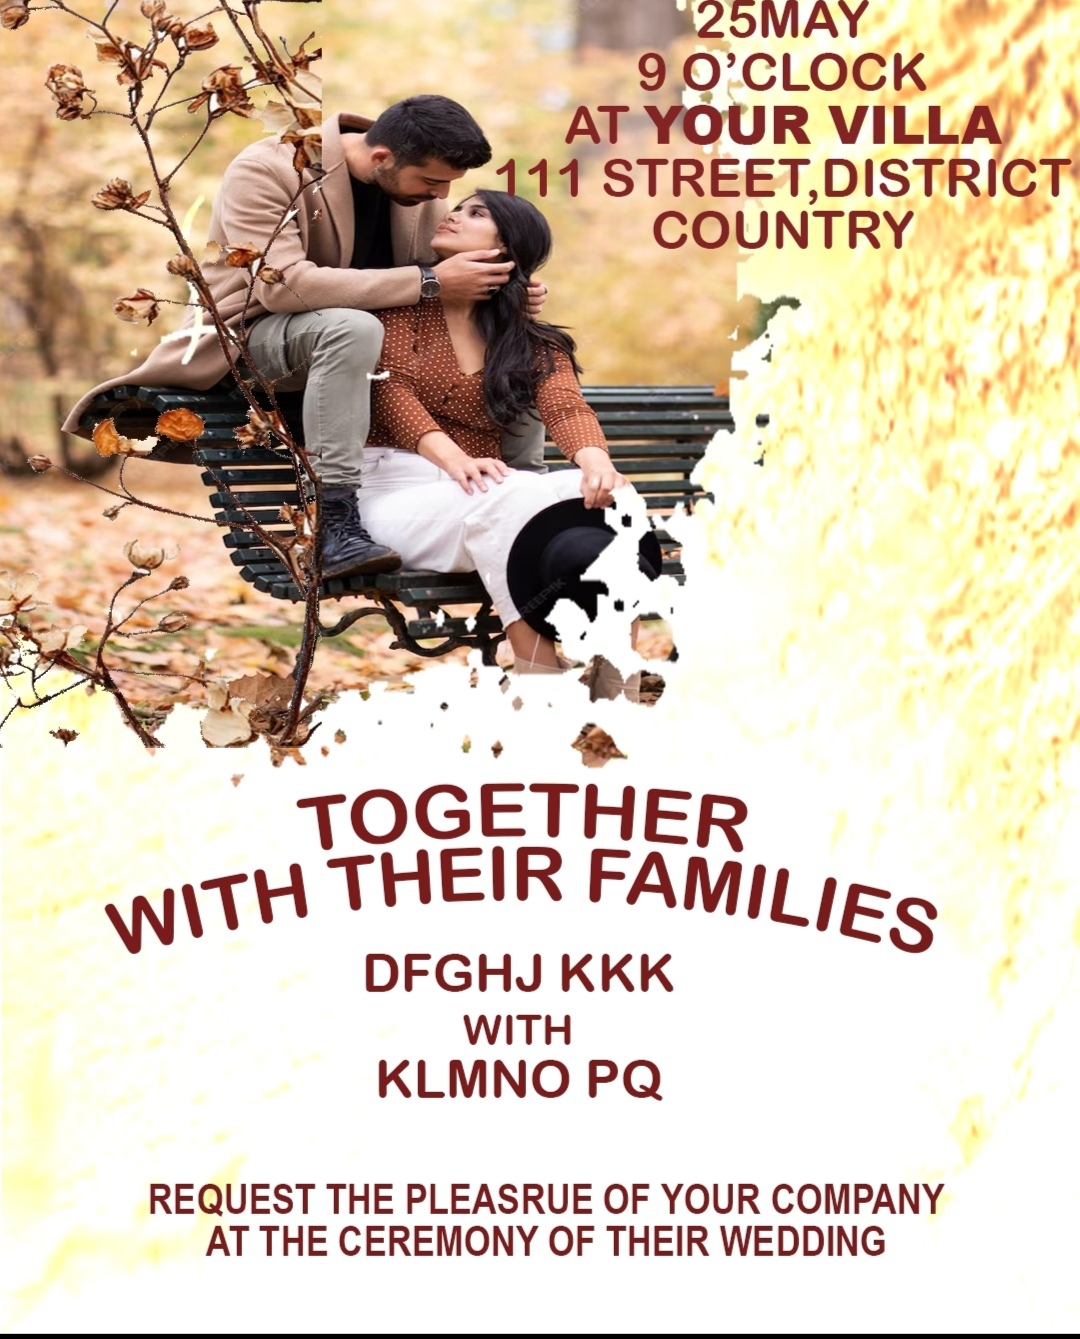 25MAY
9 O’CLOCK
AT YOUR VILLA
111 STREET,DISTRICT
COUNTRY
TOGETHER
WITH THEIR FAMILIES
DFGHJ KKK
WITH
KLMNO PQ
REQUEST THE PLEASRUE OF YOUR COMPANY
AT THE CEREMONY OF THEIR WEDDING